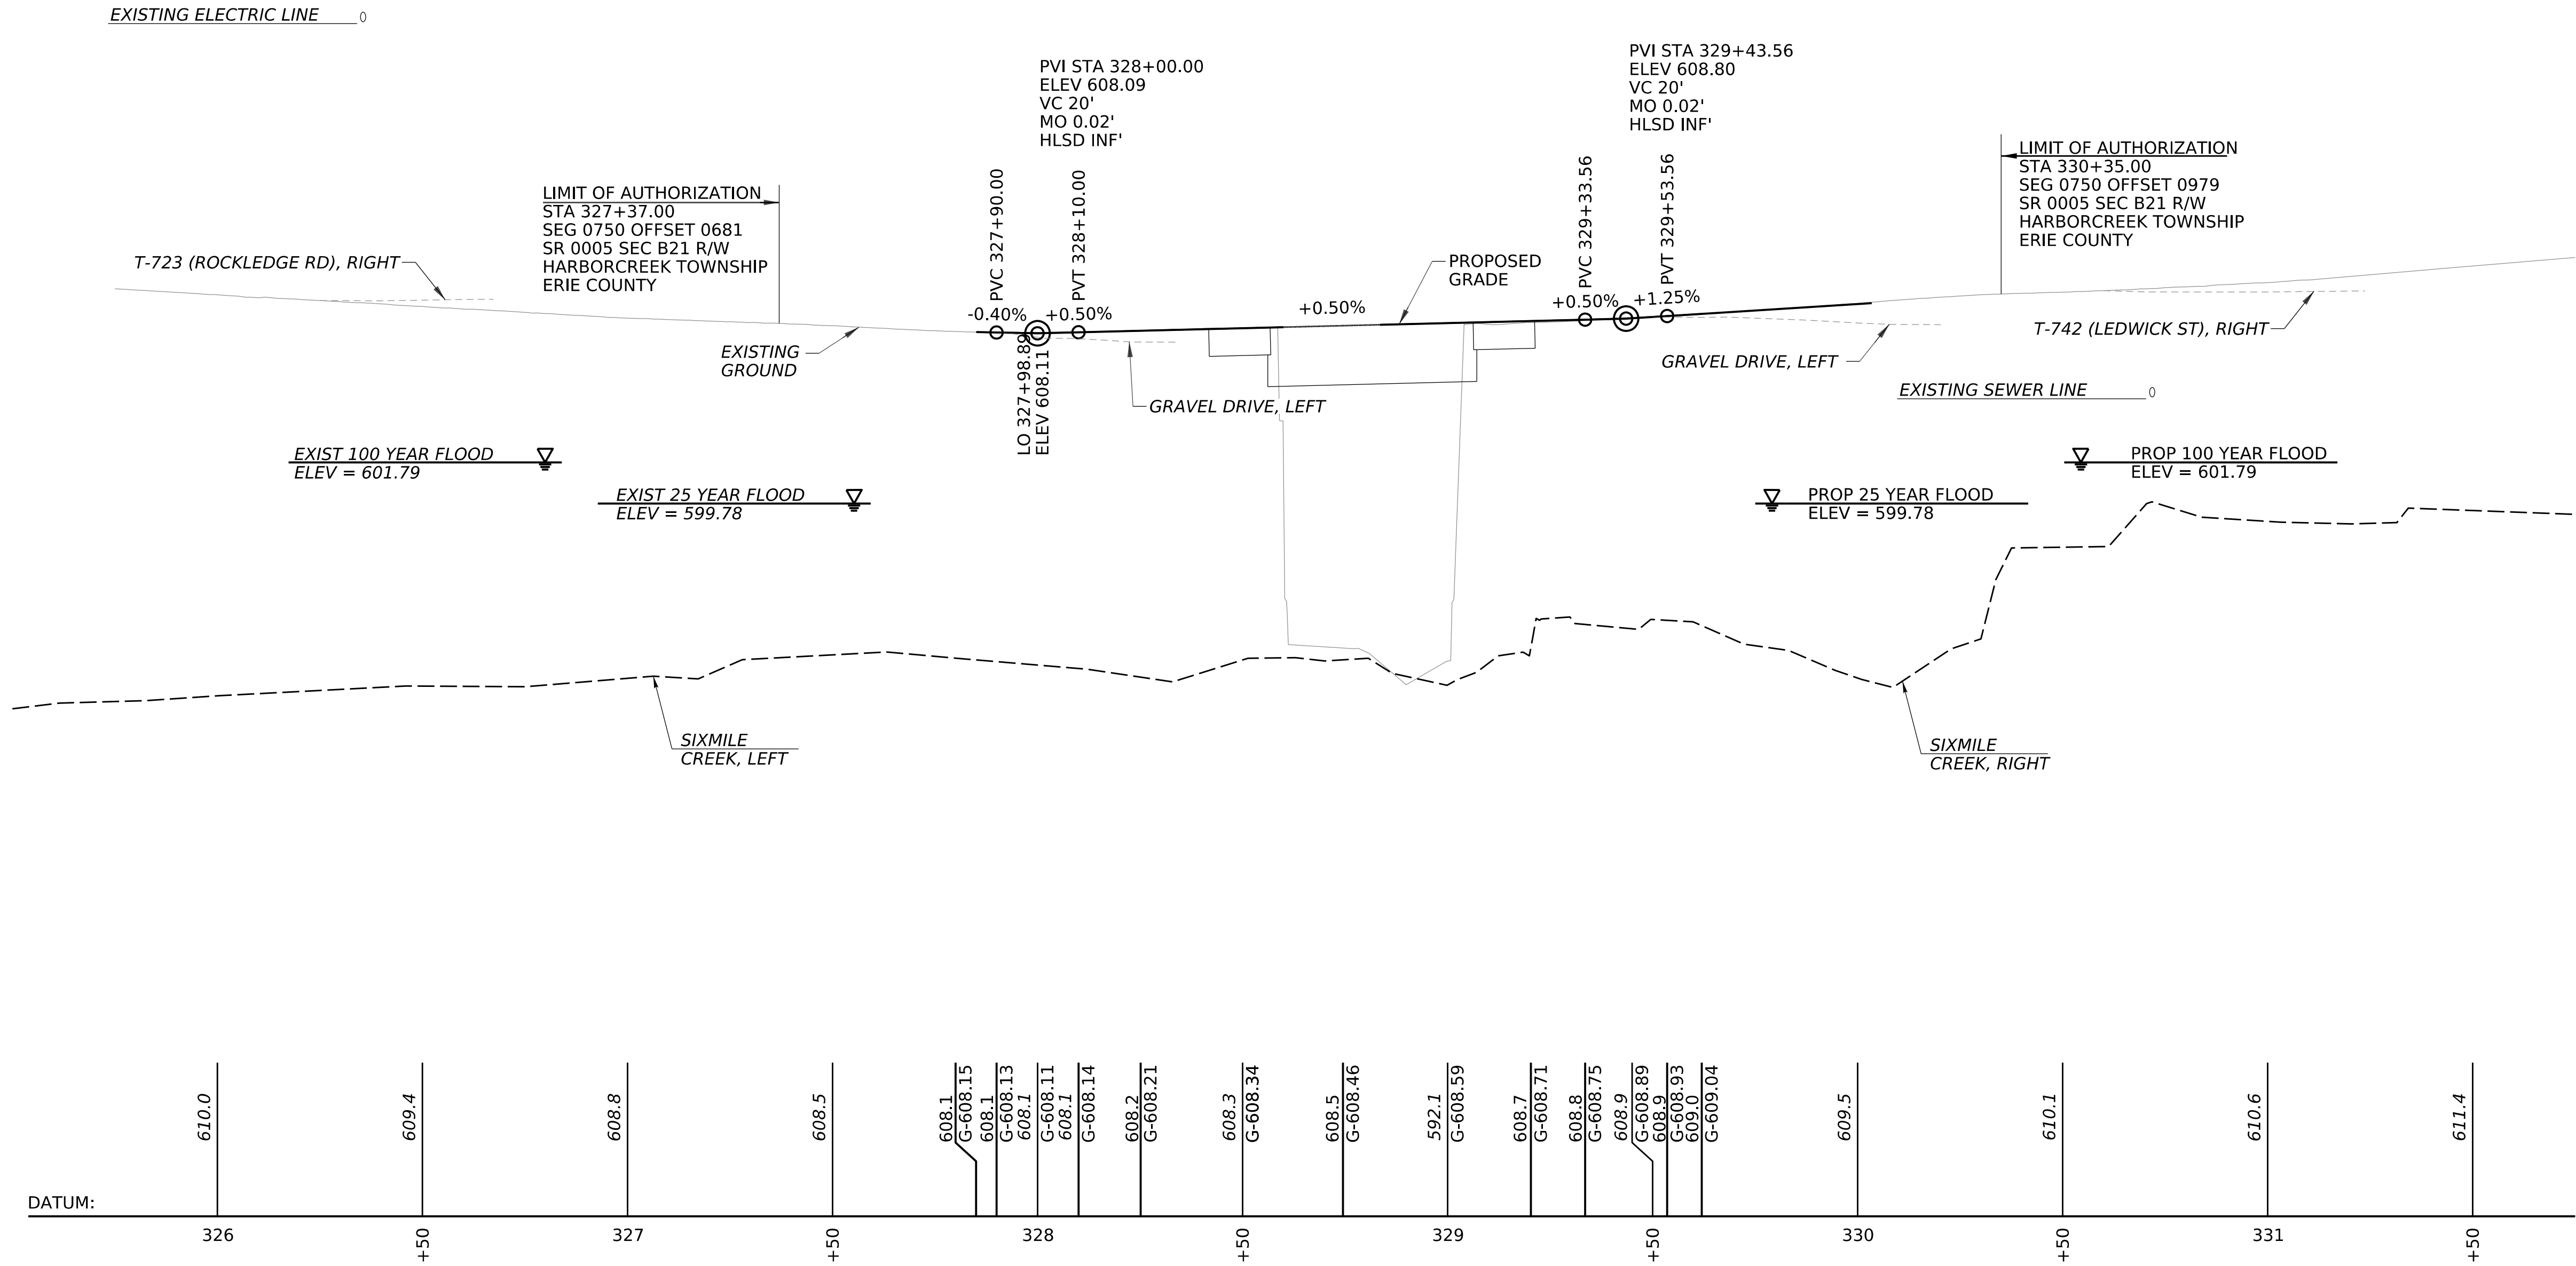 EXISTING ELECTRIC LINE
PVI STA 328+00.00
ELEV 608.09
VC 20'
MO 0.02'
HLSD INF'
PVI STA 329+43.56
ELEV 608.80
VC 20'
MO 0.02'
HLSD INF'
LIMIT OF AUTHORIZATION
STA 327+37.00
SEG 0750 OFFSET 0681
SR 0005 SEC B21 R/W
HARBORCREEK TOWNSHIP
ERIE COUNTY
LIMIT OF AUTHORIZATION
STA 330+35.00
SEG 0750 OFFSET 0979
SR 0005 SEC B21 R/W
HARBORCREEK TOWNSHIP
ERIE COUNTY
PVC 327+90.00
PVT 328+10.00
PVC 329+33.56
PVT 329+53.56
T-723 (ROCKLEDGE RD), RIGHT
PROPOSED
GRADE
-0.40%
+0.50%
+0.50%
+0.50%
+1.25%
T-742 (LEDWICK ST), RIGHT
EXISTING
GROUND
LO 327+98.89
ELEV 608.11
GRAVEL DRIVE, LEFT
GRAVEL DRIVE, LEFT
EXISTING SEWER LINE
EXIST 100 YEAR FLOOD
ELEV = 601.79
EXIST 25 YEAR FLOOD
ELEV = 599.78
PROP 100 YEAR FLOOD
ELEV = 601.79
PROP 25 YEAR FLOOD
ELEV = 599.78
SIXMILE
CREEK, LEFT
SIXMILE
CREEK, RIGHT
610.0
609.4
608.8
608.5
608.1
G-608.15
608.1
G-608.13
608.1
G-608.11
608.1
G-608.14
608.2
G-608.21
608.3
G-608.34
608.5
G-608.46
592.1
G-608.59
608.7
G-608.71
608.8
G-608.75
608.9
G-608.89
608.9
G-608.93
609.0
G-609.04
609.5
610.1
610.6
611.4
DATUM:
326
+50
327
+50
328
+50
329
+50
330
+50
331
+50